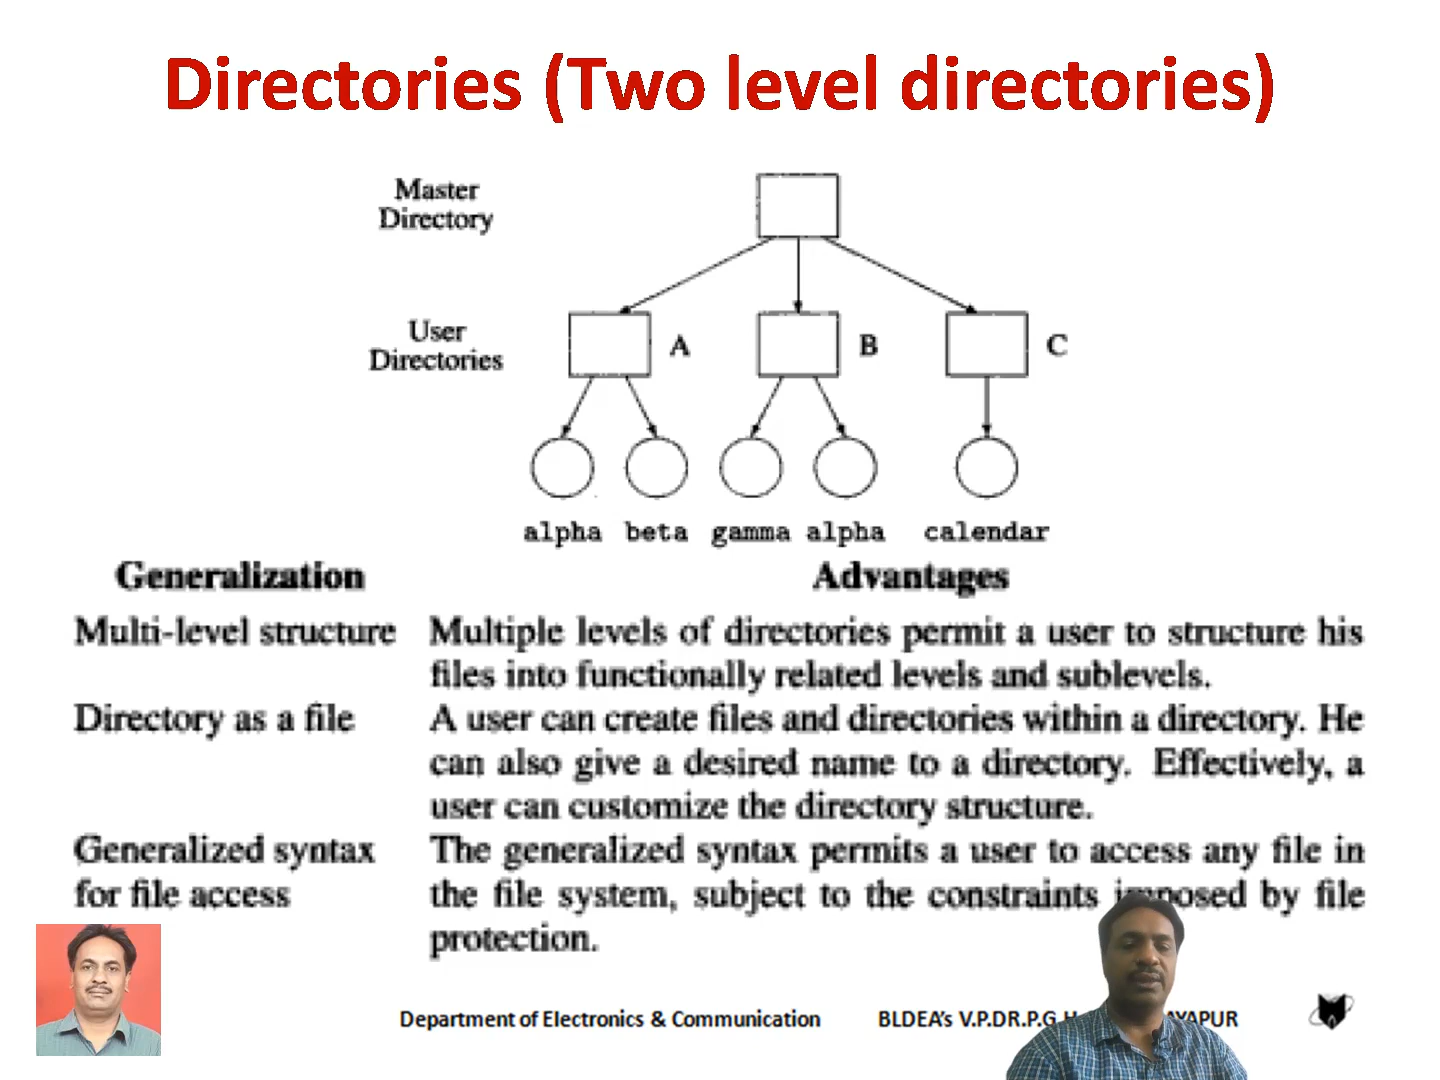 Directories (Two level directories)
Master
Directory
User
Directories
A
B
C
alpha beta gamma alpha calendar
Generalization Advantages
Multi-level structure Multiple levels of directories permit a user to structure his
files into functionally related levels and sublevels.
Directory as a file A user can create files and directories within a directory. He
can also give a desired name to a directory. Effectively, a
user can customize the directory structure.
Generalized syntax The generalized syntax permits a user to access any file in
for file access the file system, subject to the constraints imposed by file
protection.
Department of Electronics & Communication BLDEA's V.P.DR.P.G.H